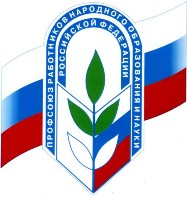 ПРОФСОЮЗ РАБОТНИКОВ НАРОДНОГО ОБРАЗОВАНИЯ И НАУКИ
РОССИЙСКОЙ ФЕДЕРАЦИИ